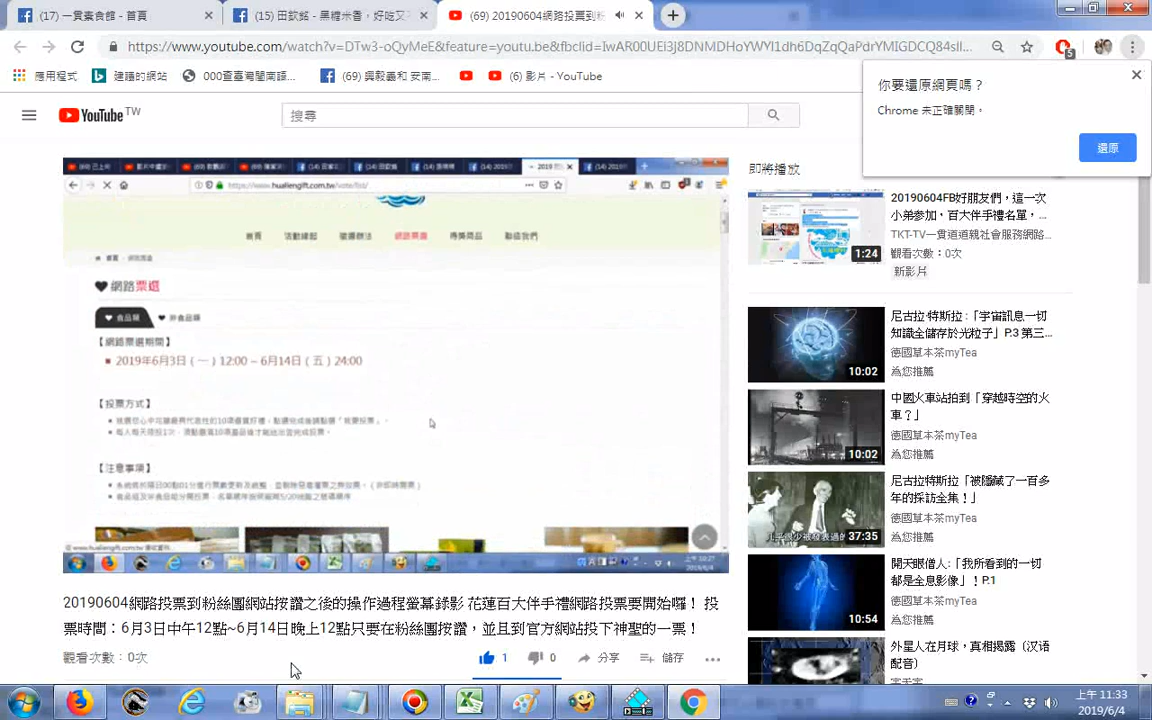 (17) 一貫素食館 - 首頁
(15) 田欽銘 - 黑糖米香，好吃又不
(69) 20190604網路投票到粉
https://www.youtube.com/watch?v=DTw3-oQyMeE&feature=youtu.be&fbclid=IwAR00UEi3J8DNMDHoYWYI1dh6DqZqQaPdrYMIGDCQ84sll...
5
應用程式
建議的網站
000查臺灣閩南語...
(69) 與毅嘉和 安南...
(6) 影片 - YouTube
你要還原網頁嗎？
Chrome 未正確關閉。
還原
YouTube TW
搜尋
https://www.hualiengift.com.tw/vote/list/
首頁
活動緣起
徵選辦法
網路票選
得獎商品
聯絡我們
首頁
網路票選
網路票選
食品類
非食品類
【網路票選期間】
2019年6月3日（一）12:00 ~ 6月14日（五）24:00
【投票方式】
【注意事項】
上午 10:27
2019/6/4
即將播放
1:24
20190604FB好朋友們，這一次
小弟參加，百大伴手禮名單，...
TKT-TV一貫道道親社會服務網路...
觀看次數：0次
新影片
10:02
尼古拉·特斯拉：「宇宙訊息一切
知識全儲存於光粒子」P.3 第三...
德國草本茶myTea
為您推薦
10:02
中國火車站拍到「穿越時空的火
車？」
德國草本茶myTea
為您推薦
37:35
尼古拉特斯拉「被隱藏了一百多
年的採訪全集！」
德國草本茶myTea
為您推薦
10:54
開天眼僧人:「我所看到的一切
都是全息影像」！P.1
德國草本茶myTea
為您推薦
外星人在月球，真相揭露（汉语
配音）
20190604網路投票到粉絲團網站按讚之後的操作過程螢幕錄影 花蓮百大伴手禮網路投票要開始囉！ 投
票時間：6月3日中午12點~6月14日晚上12點只要在粉絲團按讚，並且到官方網站投下神聖的一票！
觀看次數：0次
1
0
分享
儲存
上午 11:33
2019/6/4